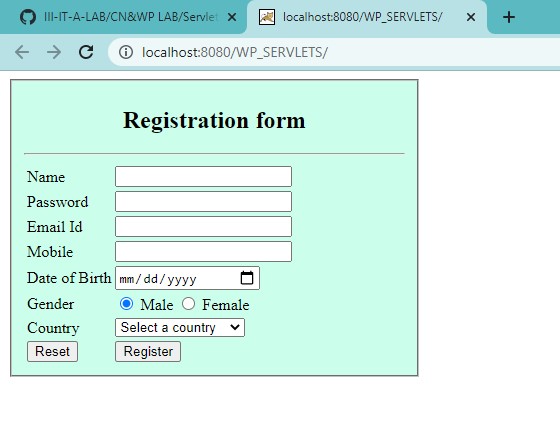 III-IT-A-LAB/CN&WP LAB/Servlet
localhost:8080/WP_SERVLETS/
localhost:8080/WP_SERVLETS/
Registration form
Name
Password
Email Id
Mobile
Date of Birth mm/dd/yyyy
Gender Male Female
Country Select a country
Reset Register